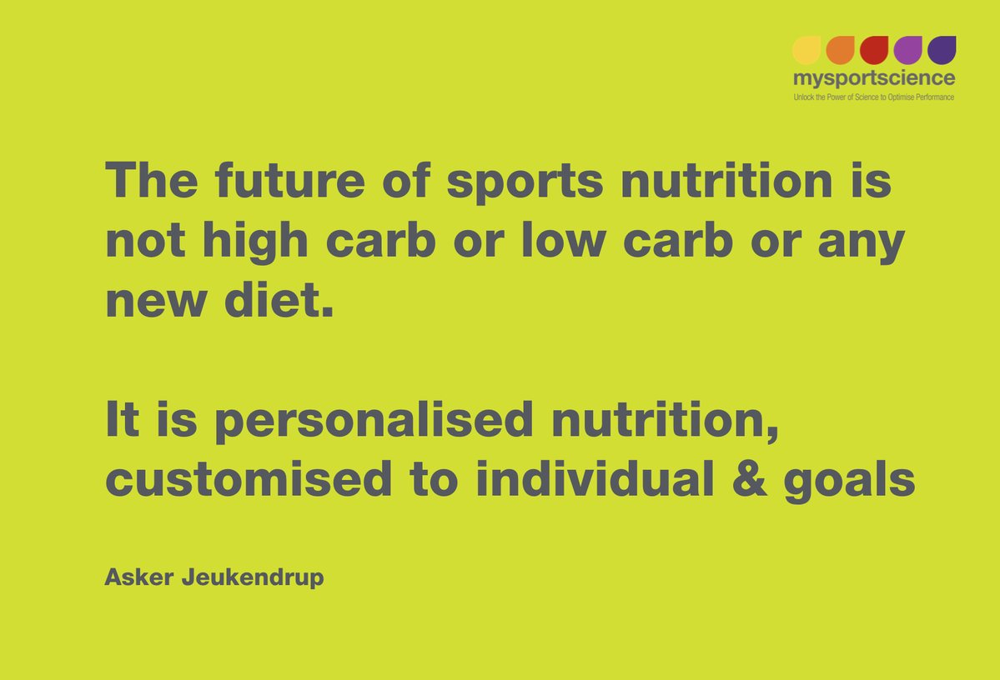 mysportscience
Unlock the Power of Science to Optimise Performance
The future of sports nutrition is
not high carb or low carb or any
new diet.
It is personalised nutrition,
customised to individual & goals
Asker Jeukendrup